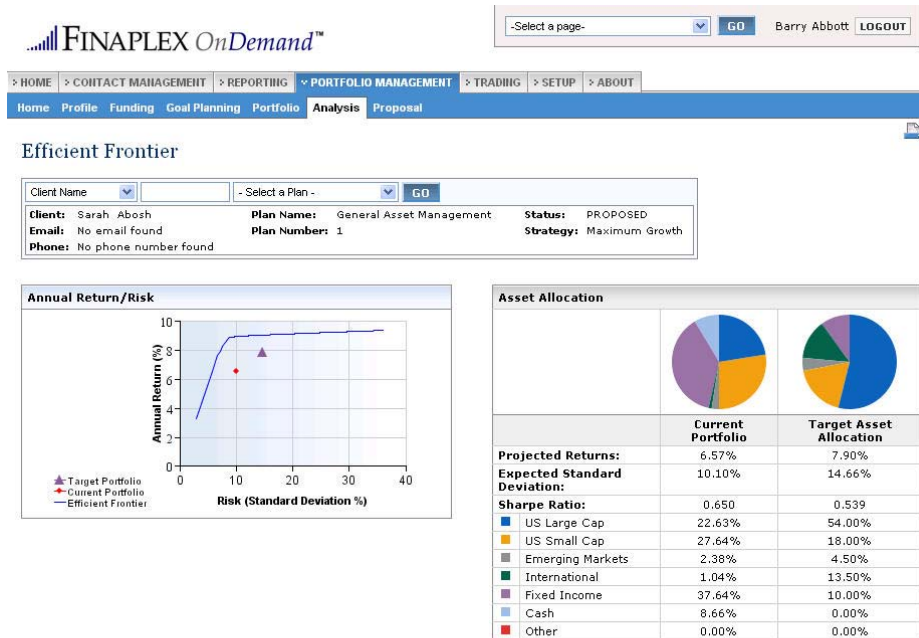 FINAPLEX OnDemand™
-Select a page-
GO
Barry Abbott LOGOUT
> HOME > CONTACT MANAGEMENT > REPORTING PORTFOLIO MANAGEMENT > TRADING > SETUP > ABOUT
Home Profile Funding Goal Planning Portfolio Analysis Proposal
Efficient Frontier
Client Name - Select a Plan - GO
Client: Sarah Abosh Plan Name: General Asset Management Status: PROPOSED
Email: No email found Plan Number: 1 Strategy: Maximum Growth
Phone: No phone number found
Annual Return/Risk
10
8
6
4
2
0
Annual Return (%)
0 10 20 30 40
Risk (Standard Deviation %)
Target Portfolio
Current Portfolio
Efficient Frontier
Asset Allocation
Current Portfolio Target Asset Allocation
Projected Returns: 6.57% 7.90%
Expected Standard Deviation: 10.10% 14.66%
Sharpe Ratio: 0.650 0.539
US Large Cap 22.63% 54.00%
US Small Cap 27.64% 18.00%
Emerging Markets 2.38% 4.50%
International 1.04% 13.50%
Fixed Income 37.64% 10.00%
Cash 8.66% 0.00%
Other 0.00% 0.00%